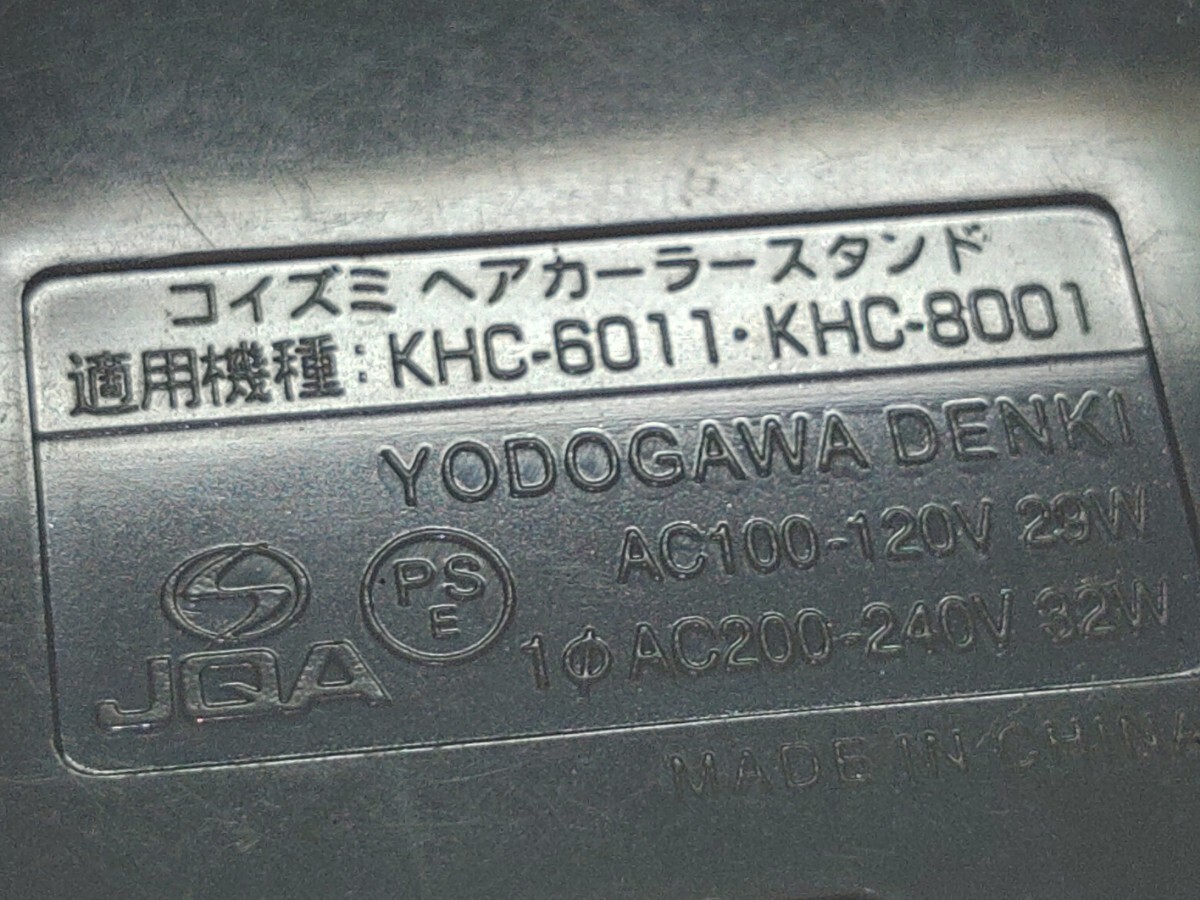 コイズミ ヘアカーラースタンド
適用機種:KHC-6011・KHC-8001
YODOGAWA DENKI
AC100-120V 29W
1φAC200-240V 32W
PS
E
JQA
MADE IN CHINA